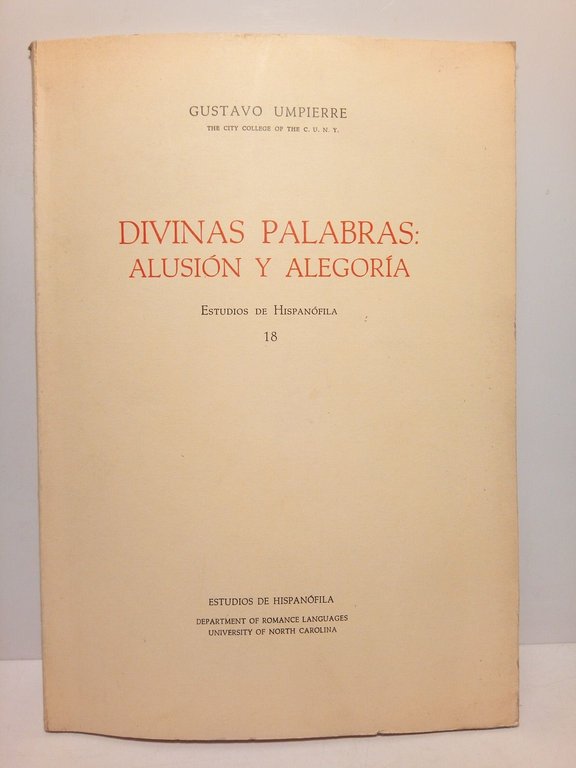 GUSTAVO UMPIERRE
THE CITY COLLEGE OF THE C. U. N. Y.
DIVINAS PALABRAS:
ALUSIÓN Y ALEGORÍA
ESTUDIOS DE HISPANÓFILA
18
ESTUDIOS DE HISPANÓFILA
DEPARTMENT OF ROMANCE LANGUAGES
UNIVERSITY OF NORTH CAROLINA